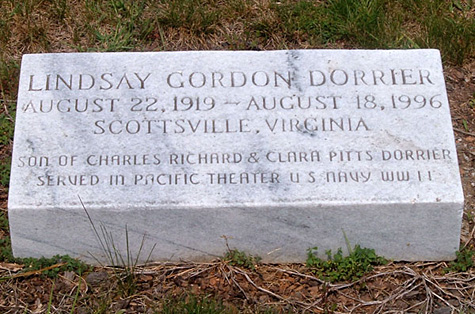 LINDSAY GORDON DORRIER
AUGUST 22, 1919 – AUGUST 18, 1996
SCOTTSVILLE, VIRGINIA
SON OF CHARLES RICHARD & CLARA PITTS DORRIER
SERVED IN PACIFIC THEATER U S NAVY WW II